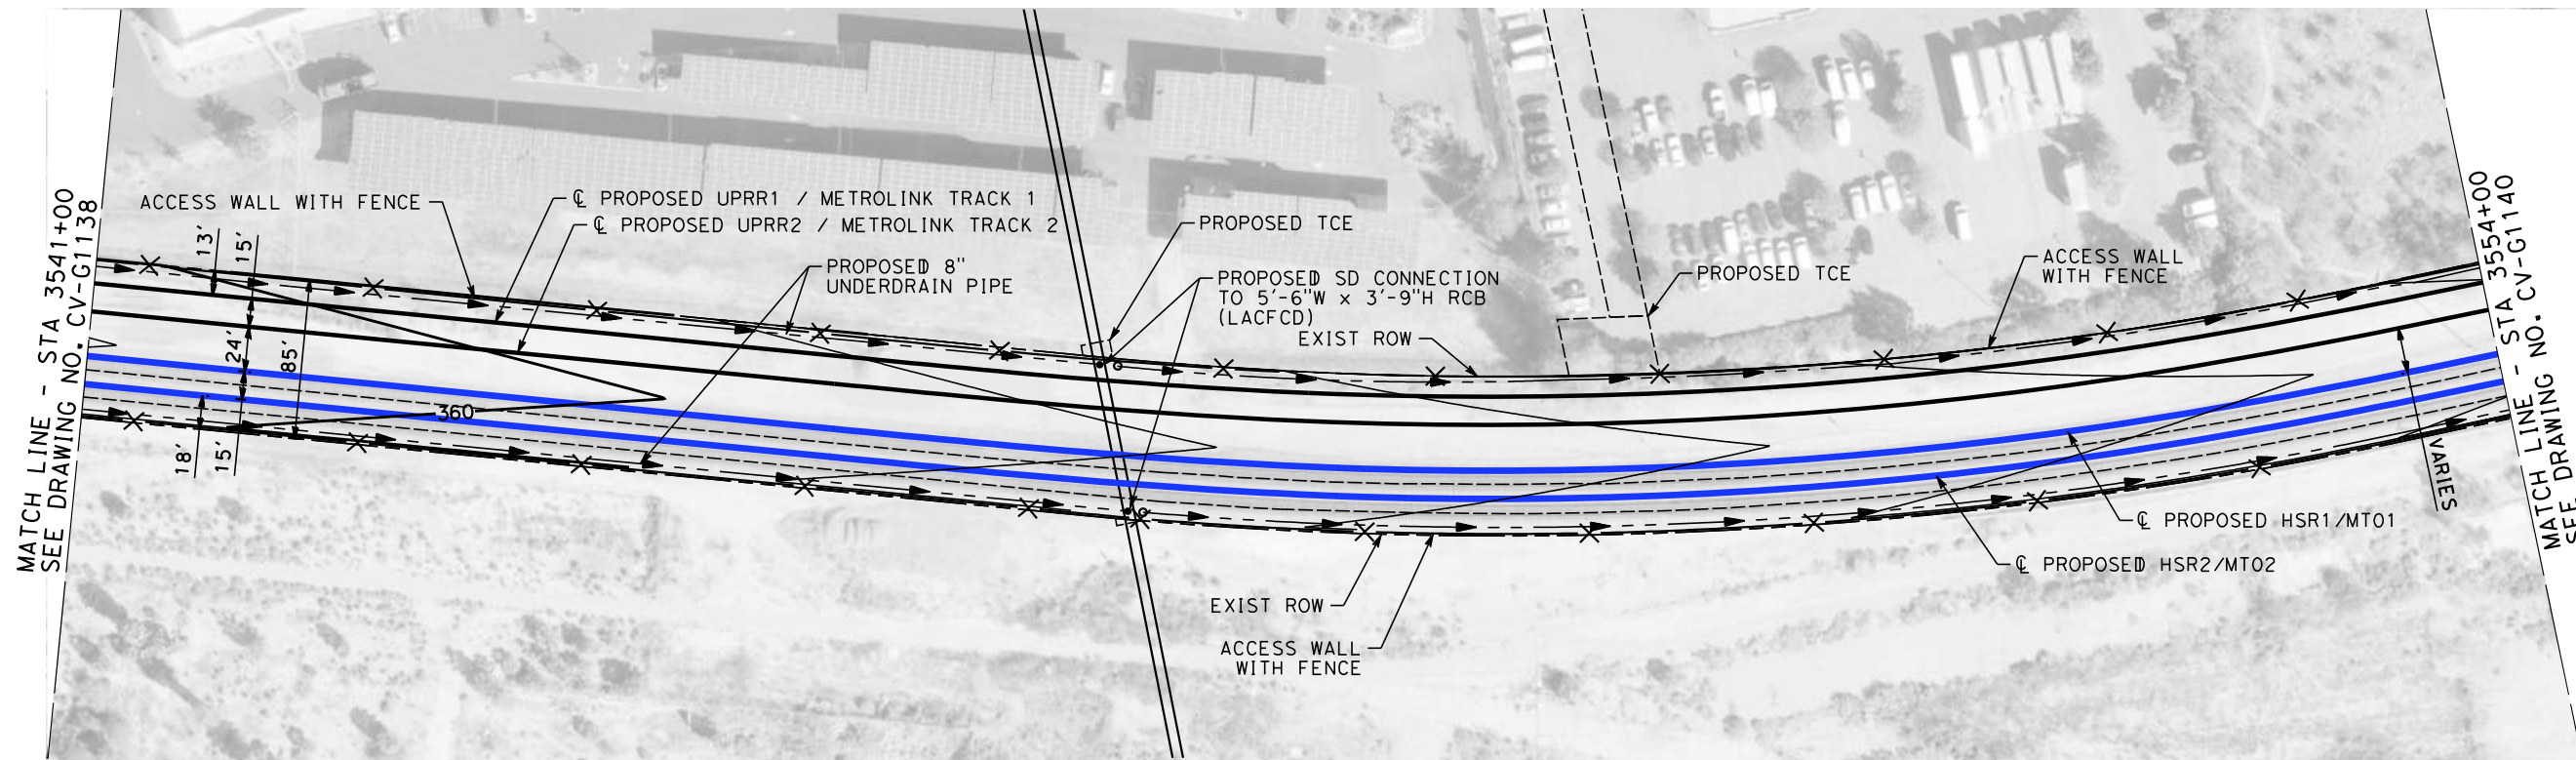 MATCH LINE - STA 3541+00
SEE DRAWING NO. CV-G1138
ACCESS WALL WITH FENCE
℄ PROPOSED UPRR1 / METROLINK TRACK 1
℄ PROPOSED UPRR2 / METROLINK TRACK 2
13'
15'
24'
85'
18'
15'
360
PROPOSED 8"
UNDERDRAIN PIPE
PROPOSED TCE
PROPOSED SD CONNECTION
TO 5'-6"W x 3'-9"H RCB
(LACFCD)
EXIST ROW
PROPOSED TCE
ACCESS WALL
WITH FENCE
℄ PROPOSED HSR1/MT01
℄ PROPOSED HSR2/MT02
EXIST ROW
ACCESS WALL
WITH FENCE
VARIES
MATCH LINE - STA 3554+00
SEE DRAWING NO. CV-G1140